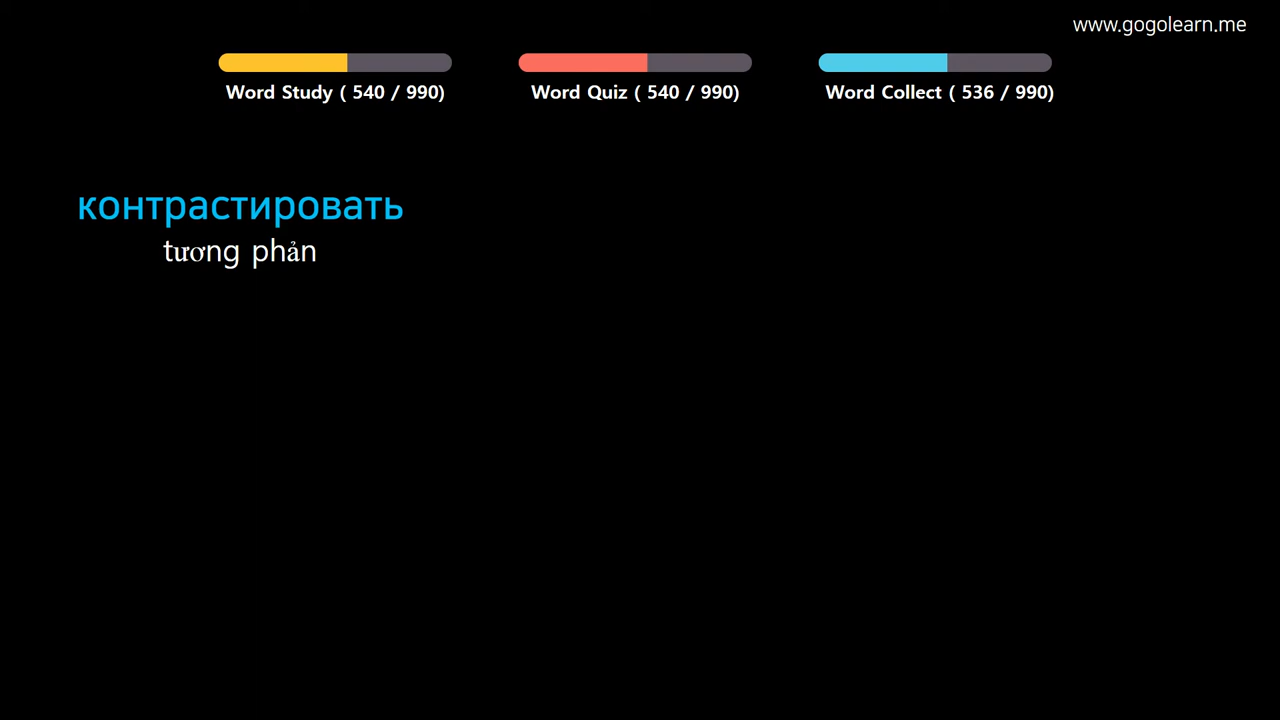 www.gogolearn.me
Word Study ( 540 / 990)
Word Quiz ( 540 / 990)
Word Collect ( 536 / 990)
контрастировать
tương phản